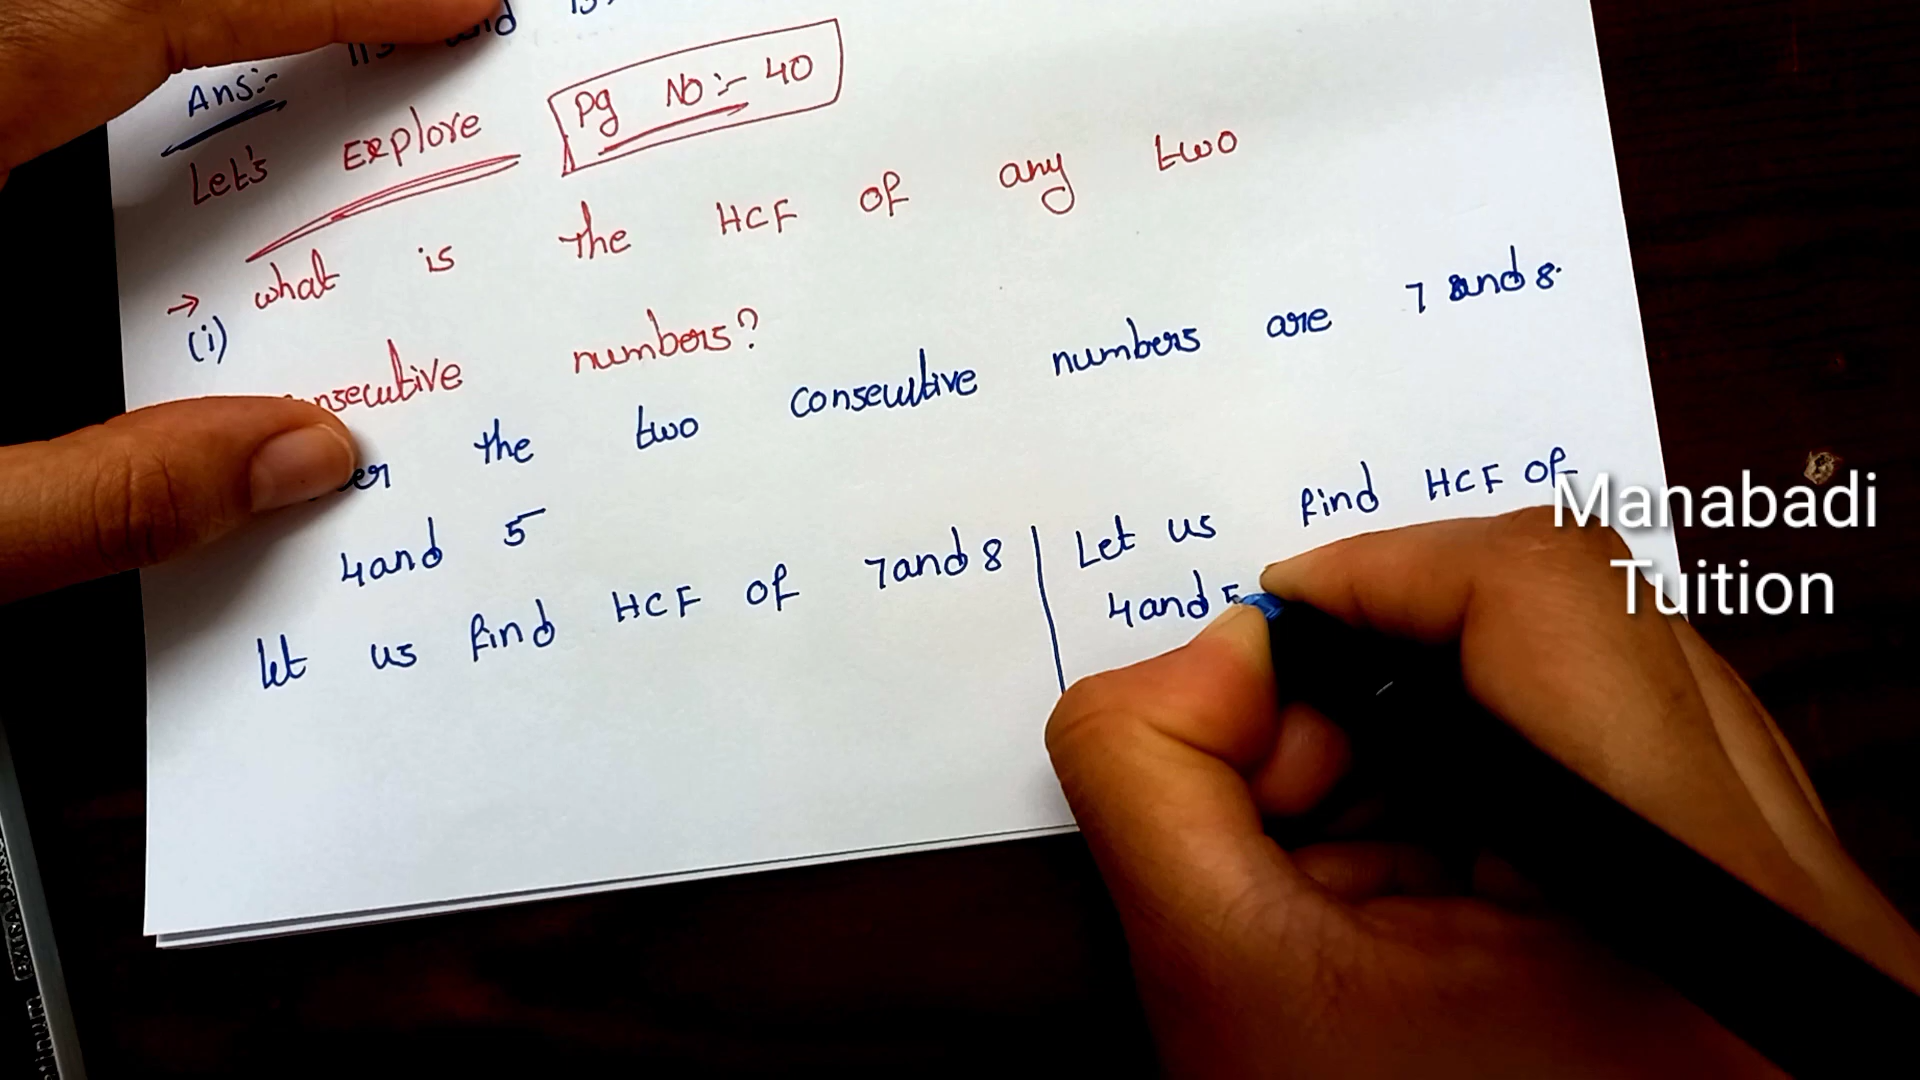 and
Ans:-
Let's Explore Pg No:- 40
→ what is the HCF of any two
(i) numbers?
the two consecutive numbers are 7 and 8.
4 and 5
Let us find HCF of 7 and 8
Let us find HCF of
4 and 5
Manabadi
Tuition